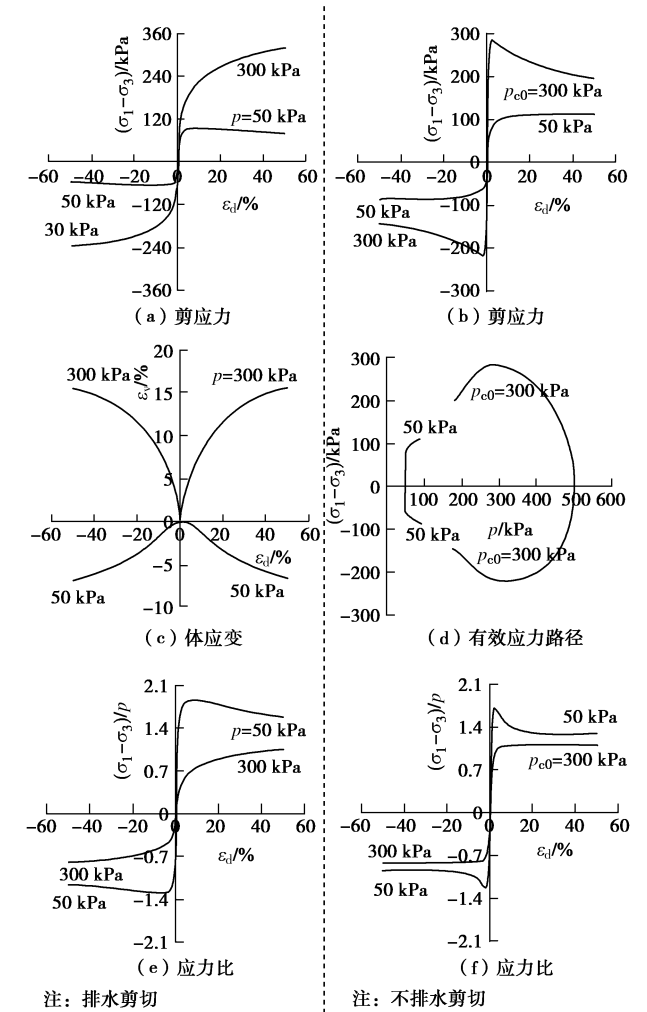 360
240
120
0
−120
−240
−360
−60 −40 −20 0 20 40 60
(σ₁−σ₃)/kPa
300 kPa
p=50 kPa
50 kPa
30 kPa
εd/%
(a)剪应力
300
200
100
0
−100
−200
−300
−60 −40 −20 0 20 40 60
(σ₁−σ₃)/kPa
pc0=300 kPa
50 kPa
50 kPa
300 kPa
εd/%
(b)剪应力
20
15
10
5
0
−5
−10
−60 −40 −20 0 20 40 60
εv/%
300 kPa
p=300 kPa
εd/%
50 kPa
50 kPa
(c)体应变
300
200
100
0
−100
−200
−300
100 200 300 400 500 600
(σ₁−σ₃)/kPa
pc0=300 kPa
50 kPa
p/kPa
50 kPa
pc0=300 kPa
(d)有效应力路径
2.1
1.4
0.7
0
−0.7
−1.4
−2.1
−60 −40 −20 0 20 40 60
(σ₁−σ₃)/p
p=50 kPa
300 kPa
300 kPa
50 kPa
εd/%
(e)应力比
2.1
1.4
0.7
0
−0.7
−1.4
−2.1
−60 −40 −20 0 20 40 60
(σ₁−σ₃)/p
50 kPa
pc0=300 kPa
300 kPa
50 kPa
εd/%
(f)应力比
注：排水剪切
注：不排水剪切